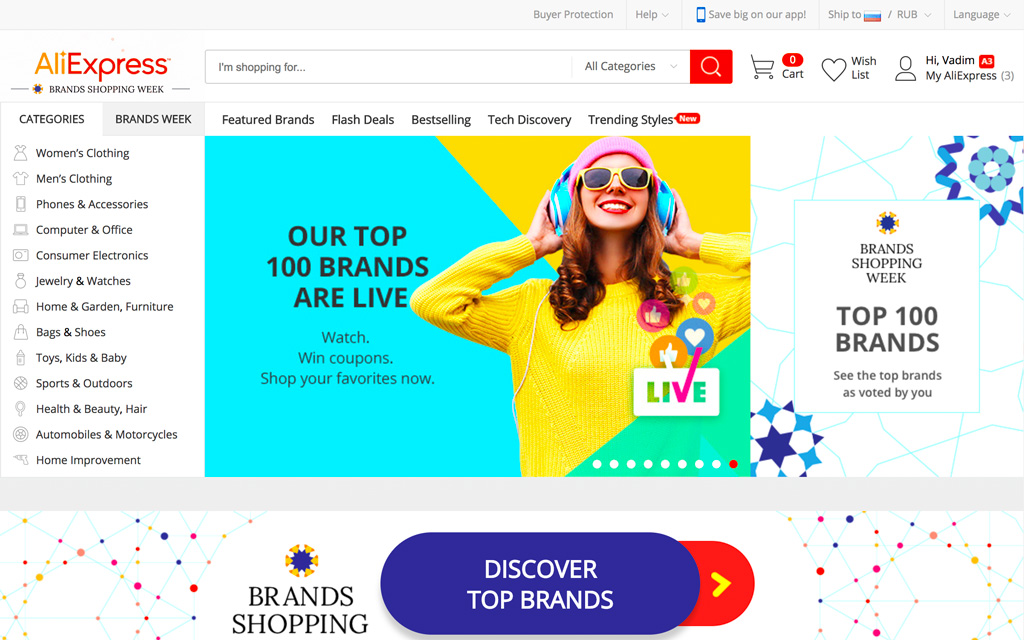 Buyer Protection
Help
Save big on our app!
Ship to / RUB
Language
AliExpress™
BRANDS SHOPPING WEEK
I'm shopping for...
All Categories
0
Cart
Wish
List
Hi, Vadim A3
My AliExpress (3)
CATEGORIES
BRANDS WEEK
Featured Brands
Flash Deals
Bestselling
Tech Discovery
Trending Styles New
Women's Clothing
Men's Clothing
Phones & Accessories
Computer & Office
Consumer Electronics
Jewelry & Watches
Home & Garden, Furniture
Bags & Shoes
Toys, Kids & Baby
Sports & Outdoors
Health & Beauty, Hair
Automobiles & Motorcycles
Home Improvement
OUR TOP
100 BRANDS
ARE LIVE
Watch.
Win coupons.
Shop your favorites now.
LIVE
BRANDS
SHOPPING
WEEK
TOP 100
BRANDS
See the top brands
as voted by you
BRANDS
SHOPPING
DISCOVER
TOP BRANDS